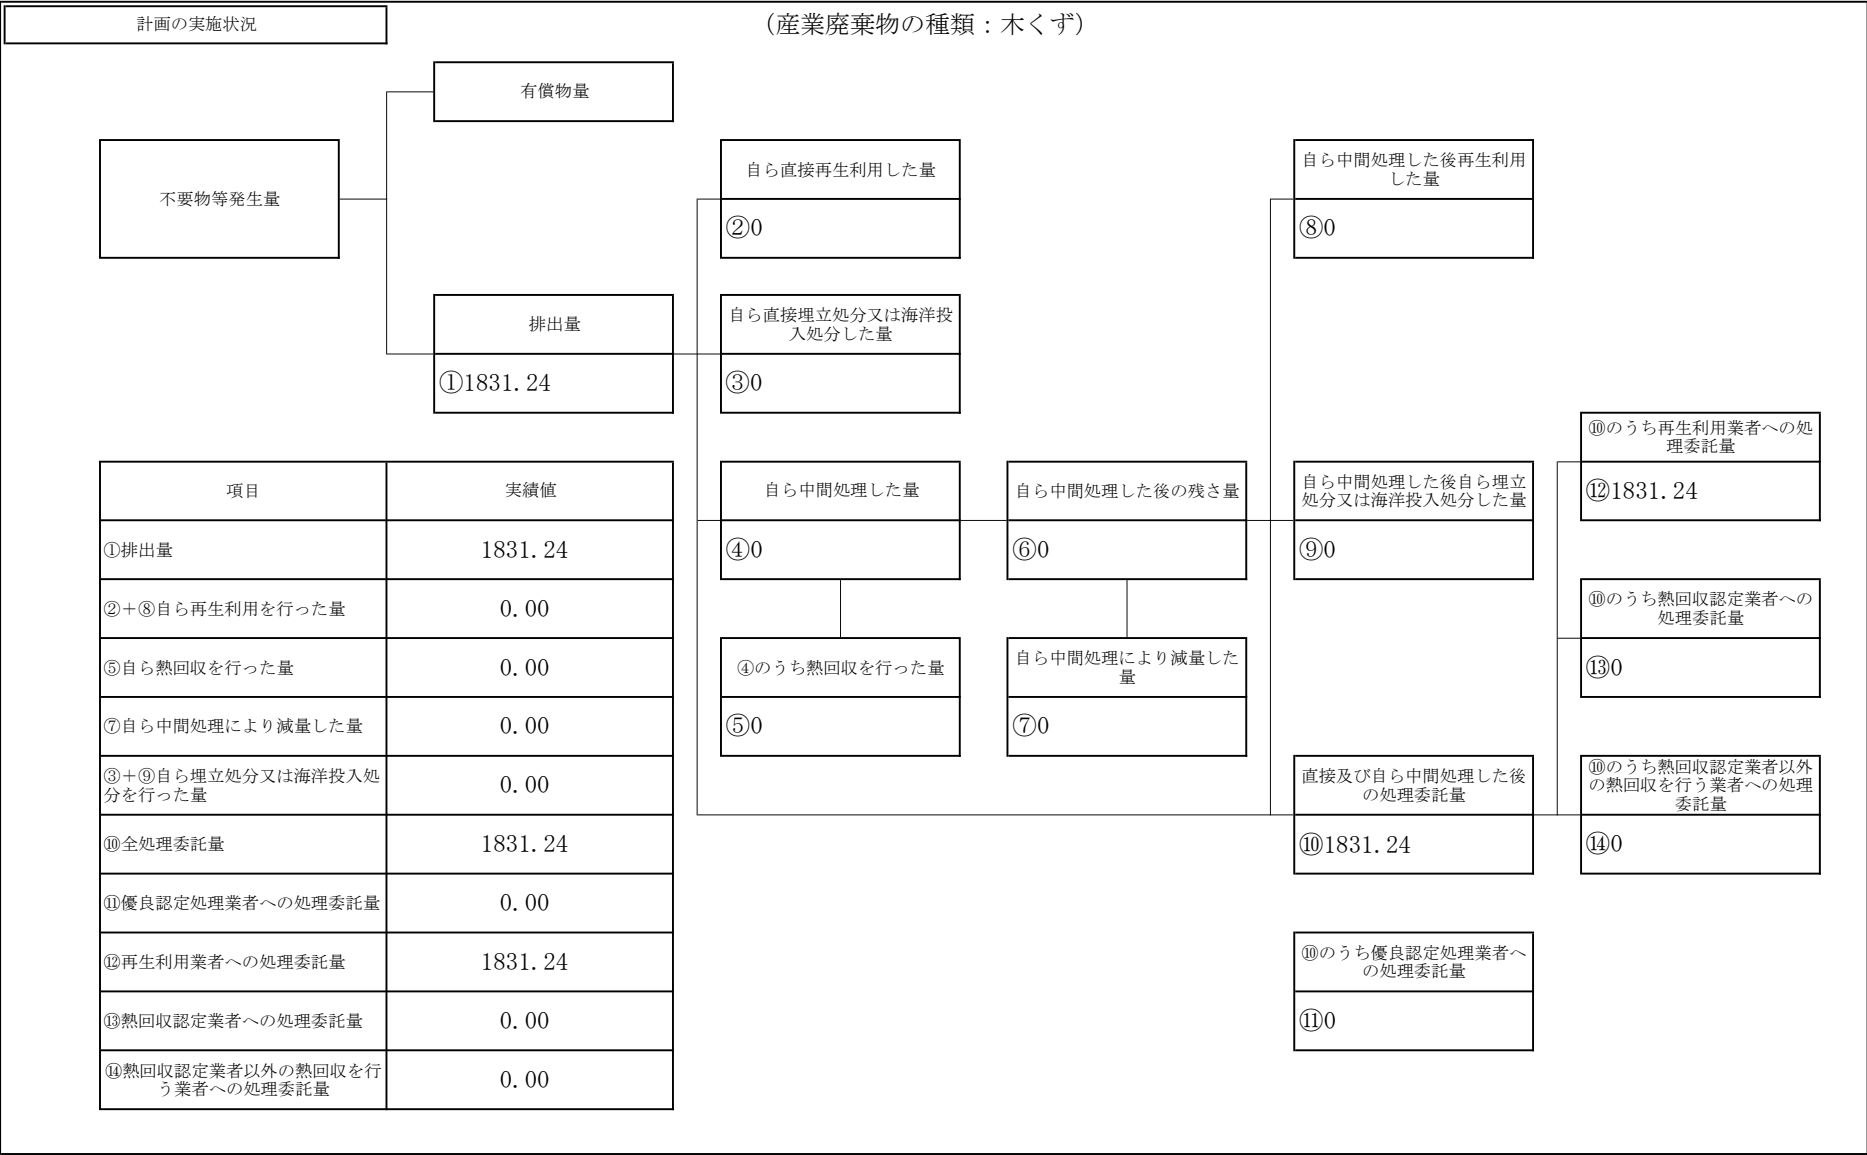 計画の実施状況
（産業廃棄物の種類：木くず）
有償物量
不要物等発生量
自ら直接再生利用した量
②0
自ら中間処理した後再生利用
した量
⑧0
排出量
①1831.24
自ら直接埋立処分又は海洋投
入処分した量
③0
⑩のうち再生利用業者への処
理委託量
⑫1831.24
自ら中間処理した量
④0
自ら中間処理した後の残さ量
⑥0
自ら中間処理した後自ら埋立
処分又は海洋投入処分した量
⑨0
⑩のうち熱回収認定業者への
処理委託量
⑬0
④のうち熱回収を行った量
⑤0
自ら中間処理により減量した
量
⑦0
直接及び自ら中間処理した後
の処理委託量
⑩1831.24
⑩のうち熱回収認定業者以外
の熱回収を行う業者への処理
委託量
⑭0
⑩のうち優良認定処理業者へ
の処理委託量
⑪0
項目 実績値
①排出量 1831.24
②＋⑧自ら再生利用を行った量 0.00
⑤自ら熱回収を行った量 0.00
⑦自ら中間処理により減量した量 0.00
③＋⑨自ら埋立処分又は海洋投入処
分を行った量 0.00
⑩全処理委託量 1831.24
⑪優良認定処理業者への処理委託量 0.00
⑫再生利用業者への処理委託量 1831.24
⑬熱回収認定業者への処理委託量 0.00
⑭熱回収認定業者以外の熱回収を行
う業者への処理委託量 0.00